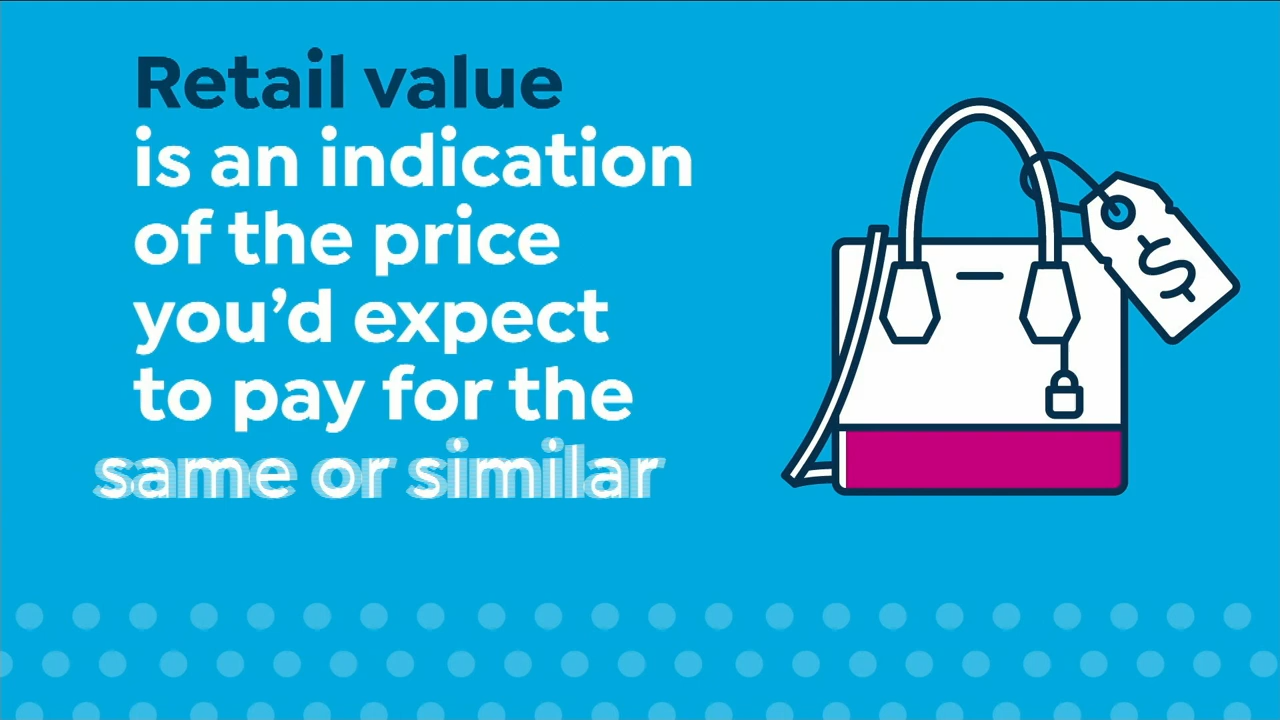 Retail value
is an indication
of the price
you’d expect
to pay for the
same or similar
$